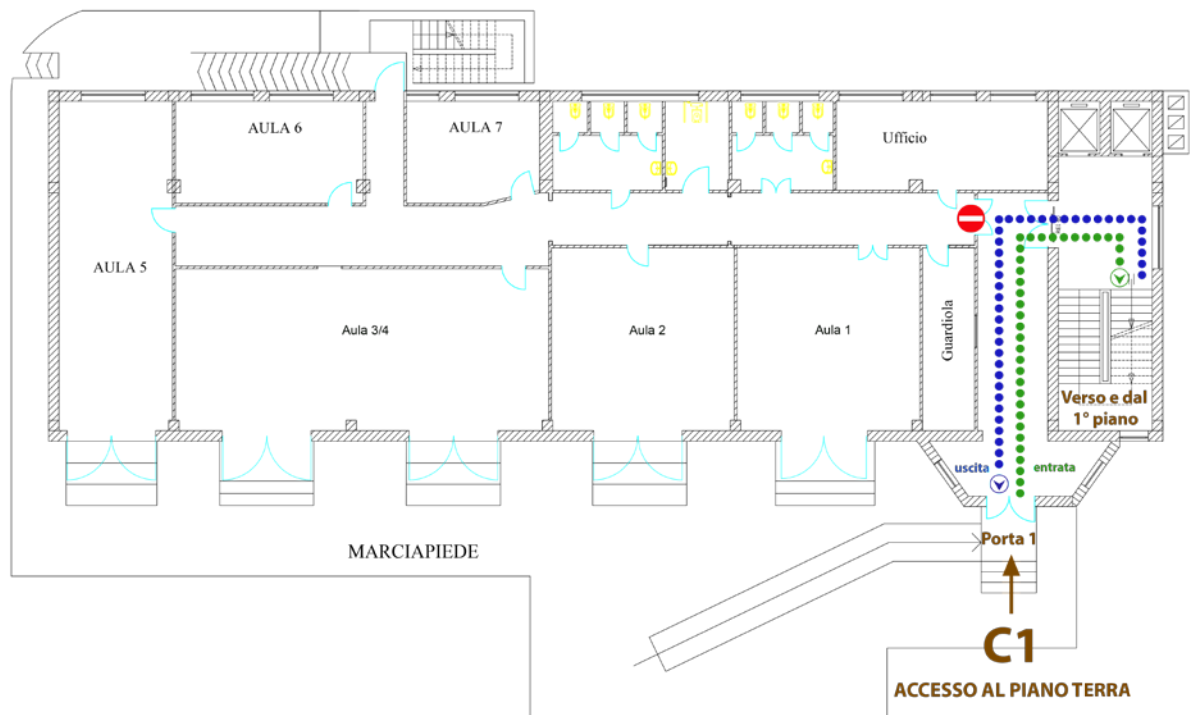 AULA 6
AULA 7
Ufficio
AULA 5
Aula 3/4
Aula 2
Aula 1
Guardiola
Verso e dal
1° piano
uscita
entrata
MARCIAPIEDE
Porta 1
C1
ACCESSO AL PIANO TERRA